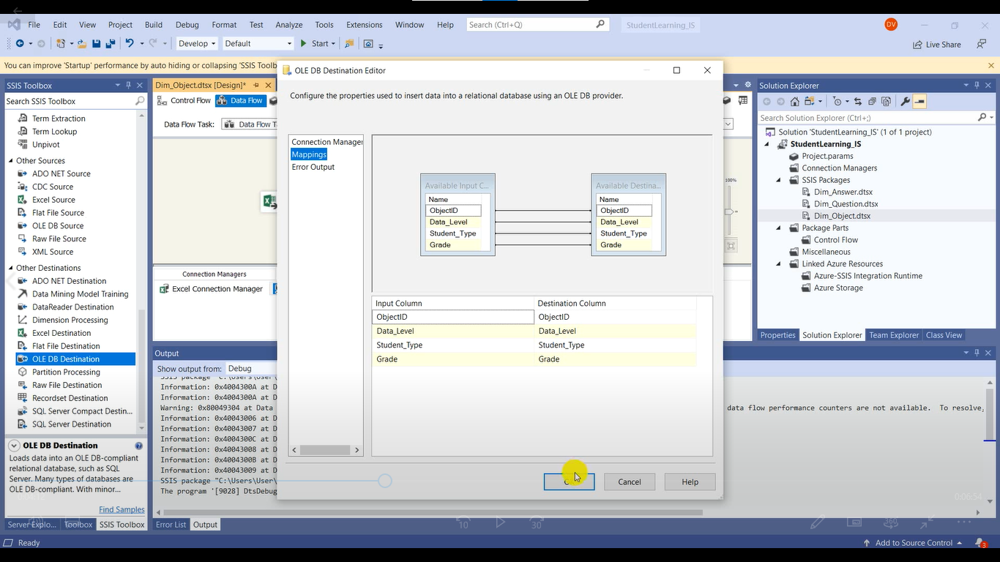 File Edit View Project Build Debug Format Test Analyze Tools Extensions Window Help Search (Ctrl+Q) StudentLearning_IS DV
Develop Default Start Live Share
You can improve 'Startup' performance by auto hiding or collapsing 'SSIS Toolb
SSIS Toolbox
Search SSIS Toolbox
Term Extraction
Term Lookup
Unpivot
Other Sources
ADO NET Source
CDC Source
Excel Source
Flat File Source
OLE DB Source
Raw File Source
XML Source
Other Destinations
ADO NET Destination
Data Mining Model Training
DataReader Destination
Dimension Processing
Excel Destination
Flat File Destination
OLE DB Destination
Partition Processing
Raw File Destination
Recordset Destination
SQL Server Compact Destin...
SQL Server Destination
OLE DB Destination
Loads data into an OLE DB-compliant
relational database, such as SQL
Server. Many types of databases are
OLE DB-compliant. With minor...
Find Samples
Server Explo... Toolbox SSIS Toolbox
Dim_Object.dtsx [Design]*
Control Flow Data Flow
Data Flow Task: Data Flow T
100%
Connection Managers
Excel Connection Manager
Output
Show output from: Debug
SSIS package "C:\Users\User\
Information: 0x4004300A at D
Information: 0x4004300A at D
Warning: 0x80049304 at Data data flow performance counters are not available. To resolve,
Information: 0x40043006 at D
Information: 0x40043007 at D
Information: 0x4004300C at D
Information: 0x40043008 at D
Information: 0x4004300B at D
Information: 0x40043009 at D
SSIS package "C:\Users\User\
The program '[9028] DtsDebug
Error List Output
OLE DB Destination Editor
Configure the properties used to insert data into a relational database using an OLE DB provider.
Connection Manager
Mappings
Error Output
Available Input C...
Name
ObjectID
Data_Level
Student_Type
Grade
Available Destina...
Name
ObjectID
Data_Level
Student_Type
Grade
Input Column Destination Column
ObjectID ObjectID
Data_Level Data_Level
Student_Type Student_Type
Grade Grade
Cancel Help
Solution Explorer
Search Solution Explorer (Ctrl+;)
Solution 'StudentLearning_IS' (1 of 1 project)
StudentLearning_IS
Project.params
Connection Managers
SSIS Packages
Dim_Answer.dtsx
Dim_Question.dtsx
Dim_Object.dtsx
Package Parts
Control Flow
Miscellaneous
Linked Azure Resources
Azure-SSIS Integration Runtime
Azure Storage
Properties Solution Explorer Team Explorer Class View
0:06:54
10 30 360
Ready Add to Source Control 3